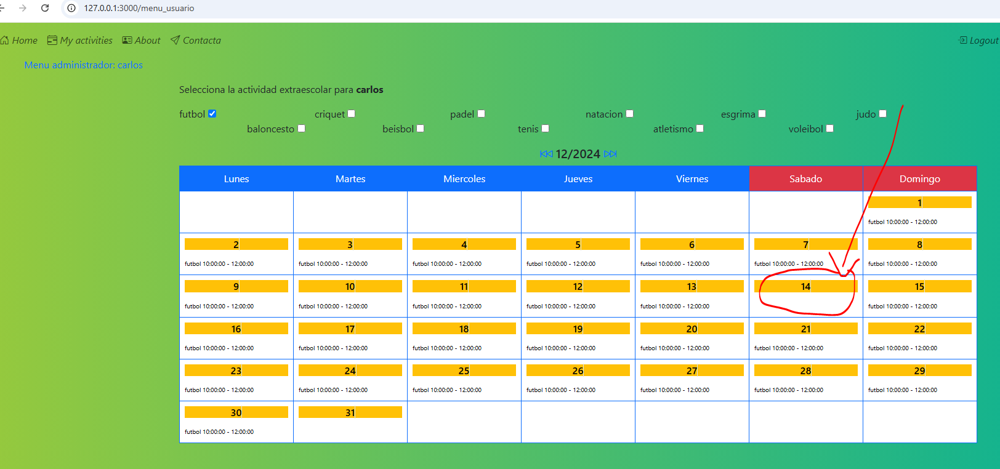 127.0.0.1:3000/menu_usuario
Home My activities About Contacta Logout
Menu administrador: carlos
Selecciona la actividad extraescolar para carlos
futbol criquet padel natacion esgrima judo
baloncesto beisbol tenis atletismo voleibol
12/2024
Lunes Martes Miercoles Jueves Viernes Sabado Domingo
1
futbol 10:00:00 - 12:00:00
2 3 4 5 6 7 8
futbol 10:00:00 - 12:00:00 futbol 10:00:00 - 12:00:00 futbol 10:00:00 - 12:00:00 futbol 10:00:00 - 12:00:00 futbol 10:00:00 - 12:00:00 futbol 10:00:00 - 12:00:00 futbol 10:00:00 - 12:00:00
9 10 11 12 13 14 15
futbol 10:00:00 - 12:00:00 futbol 10:00:00 - 12:00:00 futbol 10:00:00 - 12:00:00 futbol 10:00:00 - 12:00:00 futbol 10:00:00 - 12:00:00 futbol 10:00:00 - 12:00:00
16 17 18 19 20 21 22
futbol 10:00:00 - 12:00:00 futbol 10:00:00 - 12:00:00 futbol 10:00:00 - 12:00:00 futbol 10:00:00 - 12:00:00 futbol 10:00:00 - 12:00:00 futbol 10:00:00 - 12:00:00 futbol 10:00:00 - 12:00:00
23 24 25 26 27 28 29
futbol 10:00:00 - 12:00:00 futbol 10:00:00 - 12:00:00 futbol 10:00:00 - 12:00:00 futbol 10:00:00 - 12:00:00 futbol 10:00:00 - 12:00:00 futbol 10:00:00 - 12:00:00 futbol 10:00:00 - 12:00:00
30 31
futbol 10:00:00 - 12:00:00